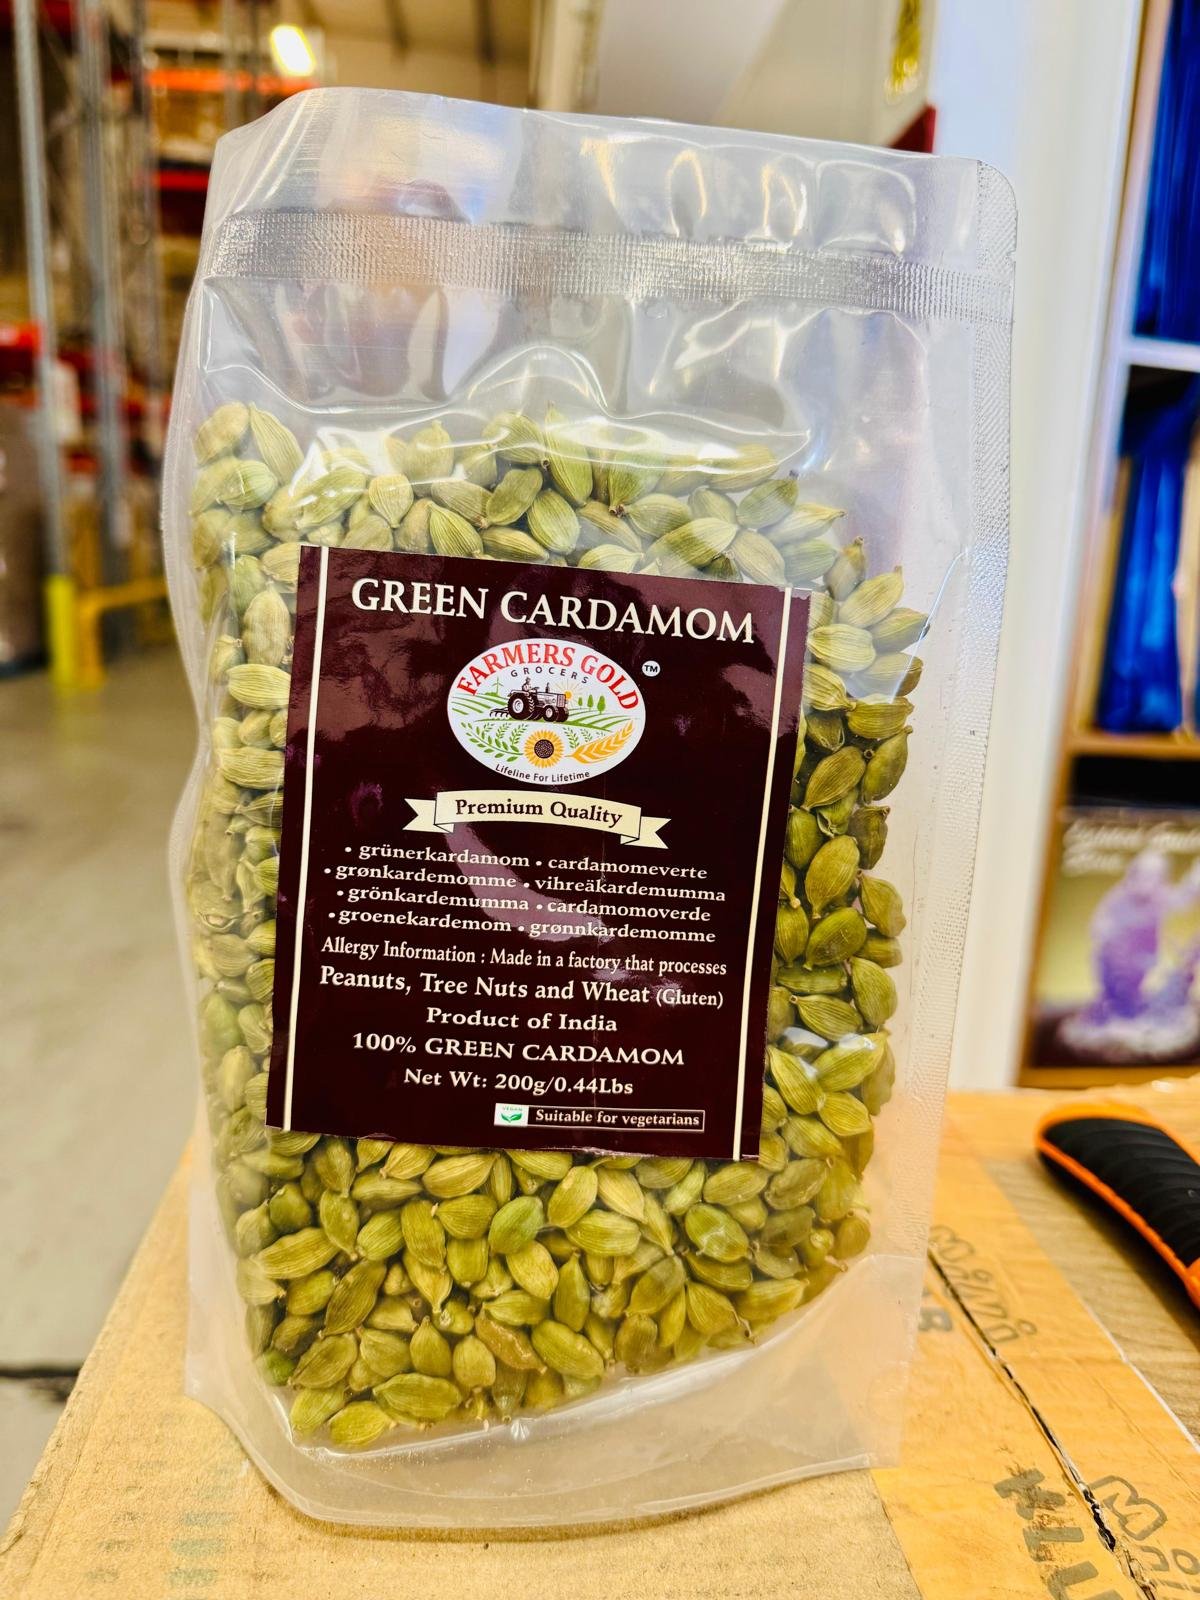 GREEN CARDAMOM
FARMERS GOLD
TM
GROCERS
Lifeline For Lifetime
Premium Quality
• grünerkardamom • cardamomeverte
• grønkardemomme • vihreäkardemumma
• grönkardemumma • cardamomoverde
• groenekardemom • grønnkardemomme
Allergy Information : Made in a factory that processes
Peanuts, Tree Nuts and Wheat (Gluten)
Product of India
100% GREEN CARDAMOM
Net Wt: 200g/0.44Lbs
VEGAN
Suitable for vegetarians